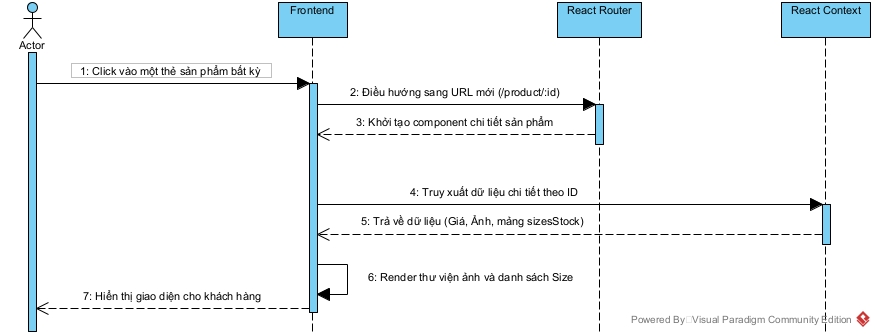 Frontend
React Router
React Context
Actor
1: Click vào một thẻ sản phẩm bất kỳ
2: Điều hướng sang URL mới (/product/:id)
3: Khởi tạo component chi tiết sản phẩm
4: Truy xuất dữ liệu chi tiết theo ID
5: Trả về dữ liệu (Giá, Ảnh, mảng sizesStock)
6: Render thư viện ảnh và danh sách Size
7: Hiển thị giao diện cho khách hàng
Powered By Visual Paradigm Community Edition